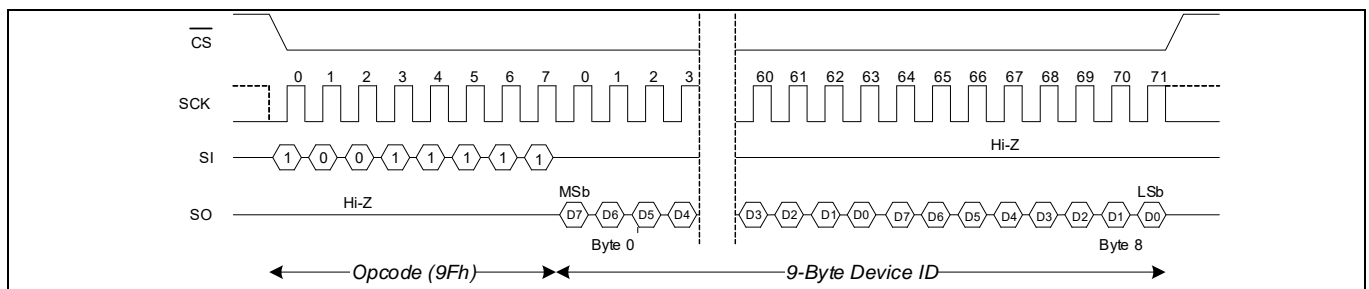 CS
0 1 2 3 4 5 6 7 0 1 2 3 60 61 62 63 64 65 66 67 68 69 70 71
SCK
Hi-Z
SI 1 0 0 1 1 1 1 1
MSb LSb
Hi-Z
SO D7 D6 D5 D4 D3 D2 D1 D0 D7 D6 D5 D4 D3 D2 D1 D0
Byte 0 Byte 8
Opcode (9Fh) 9-Byte Device ID